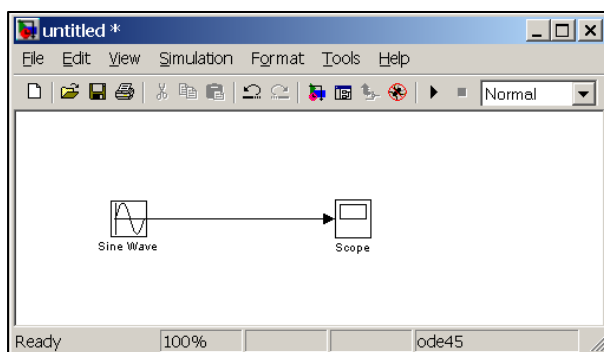 untitled *
File Edit View Simulation Format Tools Help
Normal
Sine Wave
Scope
Ready 100% ode45